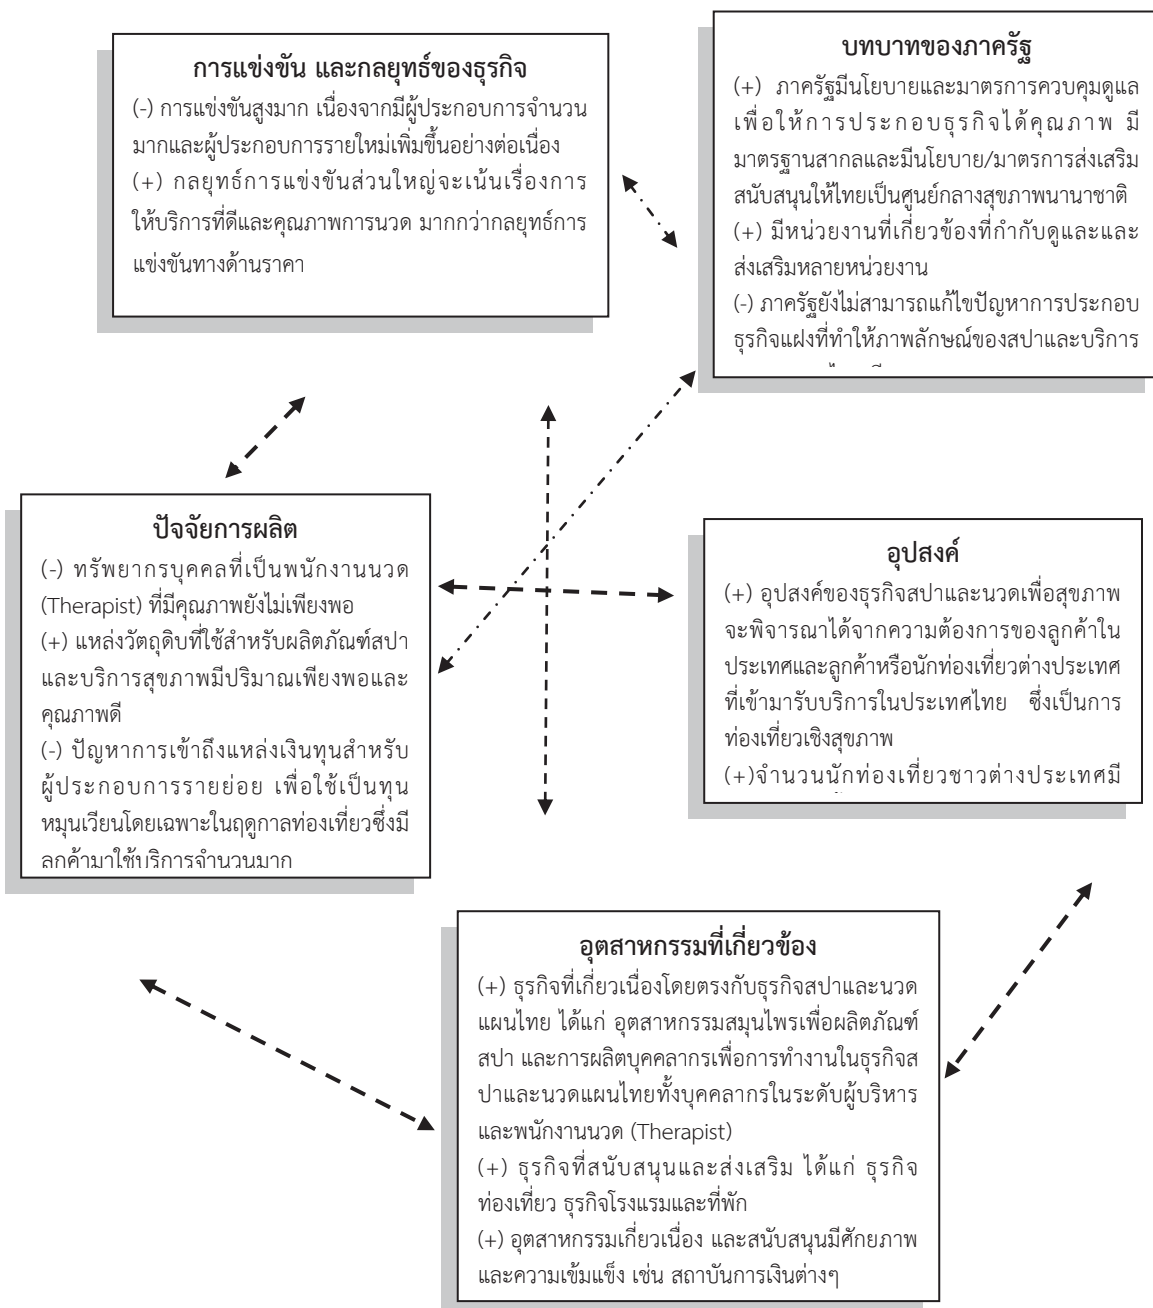 การแข่งขัน และกลยุทธ์ของธุรกิจ
(-) การแข่งขันสูงมาก เนื่องจากมีผู้ประกอบการจำนวน
มากและผู้ประกอบการรายใหม่เพิ่มขึ้นอย่างต่อเนื่อง
(+) กลยุทธ์การแข่งขันส่วนใหญ่จะเน้นเรื่องการ
ให้บริการที่ดีและคุณภาพการนวด มากกว่ากลยุทธ์การ
แข่งขันทางด้านราคา
บทบาทของภาครัฐ
(+) ภาครัฐมีนโยบายและมาตรการควบคุมดูแล
เพื่อให้การประกอบธุรกิจได้คุณภาพ มี
มาตรฐานสากลและมีนโยบาย/มาตรการส่งเสริม
สนับสนุนให้ไทยเป็นศูนย์กลางสุขภาพนานาชาติ
(+) มีหน่วยงานที่เกี่ยวข้องที่กำกับดูแลและและ
ส่งเสริมหลายหน่วยงาน
(-) ภาครัฐยังไม่สามารถแก้ไขปัญหาการประกอบ
ธุรกิจแฝงที่ทำให้ภาพลักษณ์ของสปาและบริการ
ปัจจัยการผลิต
(-) ทรัพยากรบุคคลที่เป็นพนักงานนวด
(Therapist) ที่มีคุณภาพยังไม่เพียงพอ
(+) แหล่งวัตถุดิบที่ใช้สำหรับผลิตภัณฑ์สปา
และบริการสุขภาพมีปริมาณเพียงพอและ
คุณภาพดี
(-) ปัญหาการเข้าถึงแหล่งเงินทุนสำหรับ
ผู้ประกอบการรายย่อย เพื่อใช้เป็นทุน
หมุนเวียนโดยเฉพาะในฤดูกาลท่องเที่ยวซึ่งมี
ลูกค้ามาใช้บริการจำนวนมาก
อุปสงค์
(+) อุปสงค์ของธุรกิจสปาและนวดเพื่อสุขภาพ
จะพิจารณาได้จากความต้องการของลูกค้าใน
ประเทศและลูกค้าหรือนักท่องเที่ยวต่างประเทศ
ที่เข้ามารับบริการในประเทศไทย ซึ่งเป็นการ
ท่องเที่ยวเชิงสุขภาพ
(+)จำนวนนักท่องเที่ยวชาวต่างประเทศมี
อุตสาหกรรมที่เกี่ยวข้อง
(+) ธุรกิจที่เกี่ยวเนื่องโดยตรงกับธุรกิจสปาและนวด
แผนไทย ได้แก่ อุตสาหกรรมสมุนไพรเพื่อผลิตภัณฑ์
สปา และการผลิตบุคคลากรเพื่อการทำงานในธุรกิจส
ปาและนวดแผนไทยทั้งบุคคลากรในระดับผู้บริหาร
และพนักงานนวด (Therapist)
(+) ธุรกิจที่สนับสนุนและส่งเสริม ได้แก่ ธุรกิจ
ท่องเที่ยว ธุรกิจโรงแรมและที่พัก
(+) อุตสาหกรรมเกี่ยวเนื่อง และสนับสนุนมีศักยภาพ
และความเข้มแข็ง เช่น สถาบันการเงินต่างๆ